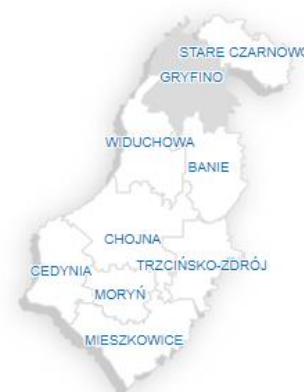 STARE CZARNOWO
GRYFINO
WIDUCHOWA
BANIE
CHOJNA
CEDYNIA
TRZCIŃSKO-ZDRÓJ
MORYŃ
MIESZKOWICE